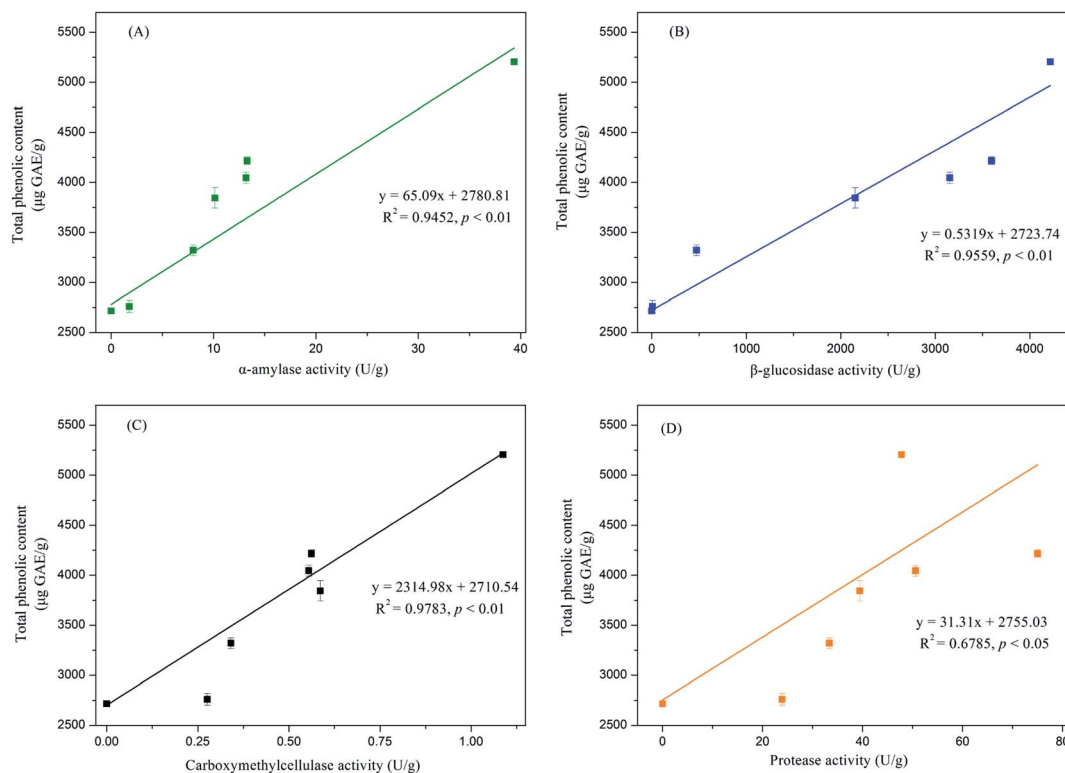 (A)
Total phenolic content
(µg GAE/g)
5500
5000
4500
4000
3500
3000
2500
y = 65.09x + 2780.81
R² = 0.9452, p < 0.01
0
10
20
30
40
α-amylase activity (U/g)
(B)
Total phenolic content
(µg GAE/g)
5500
5000
4500
4000
3500
3000
2500
y = 0.5319x + 2723.74
R² = 0.9559, p < 0.01
0
1000
2000
3000
4000
β-glucosidase activity (U/g)
(C)
Total phenolic content
(µg GAE/g)
5500
5000
4500
4000
3500
3000
2500
y = 2314.98x + 2710.54
R² = 0.9783, p < 0.01
0.00
0.25
0.50
0.75
1.00
Carboxymethylcellulase activity (U/g)
(D)
Total phenolic content
(µg GAE/g)
5500
5000
4500
4000
3500
3000
2500
y = 31.31x + 2755.03
R² = 0.6785, p < 0.05
0
20
40
60
80
Protease activity (U/g)